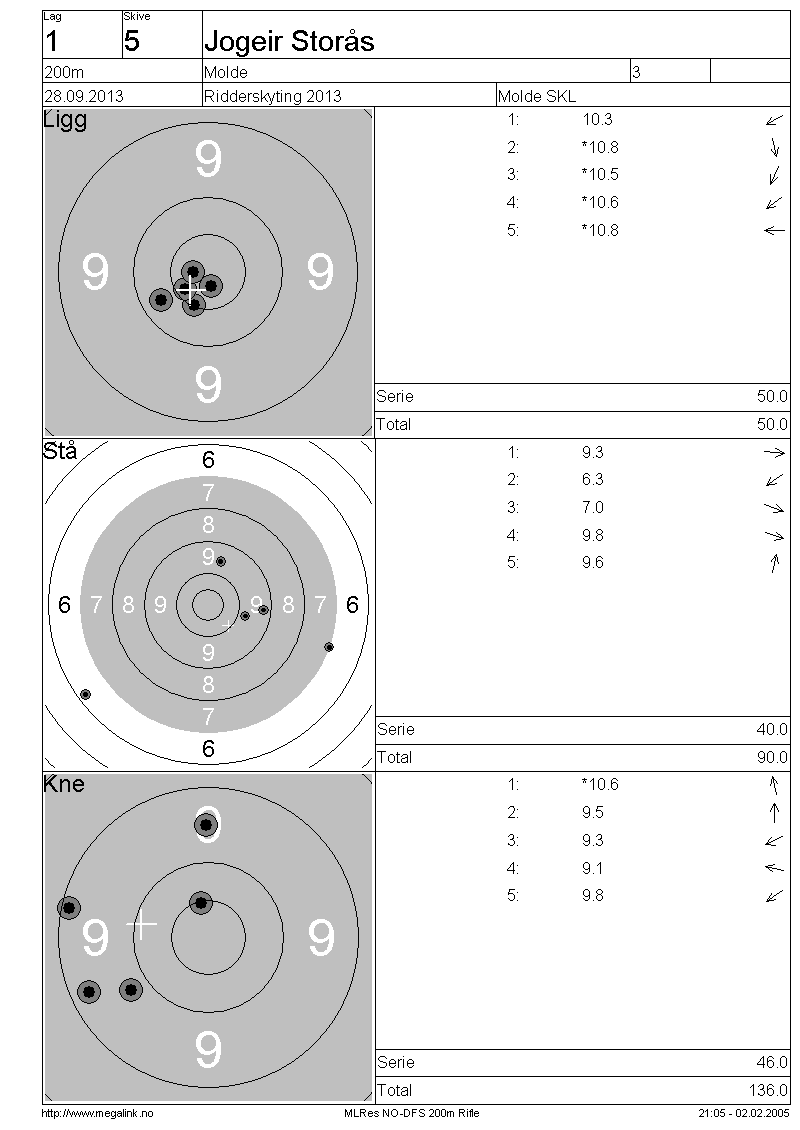 Lag Skive
1 5 Jogeir Storås
200m Molde 3
28.09.2013 Ridderskyting 2013 Molde SKL
Ligg
9
9 9
9
1: 10.3
2: *10.8
3: *10.5
4: *10.6
5: *10.8
Serie 50.0
Total 50.0
Stå
6
7
8
9
6 7 8 9 9 8 7 6
9
8
7
6
1: 9.3
2: 6.3
3: 7.0
4: 9.8
5: 9.6
Serie 40.0
Total 90.0
Kne
9
9 9
9
1: *10.6
2: 9.5
3: 9.3
4: 9.1
5: 9.8
Serie 46.0
Total 136.0
http://www.megalink.no MLRes NO-DFS 200m Rifle 21:05 - 02.02.2005